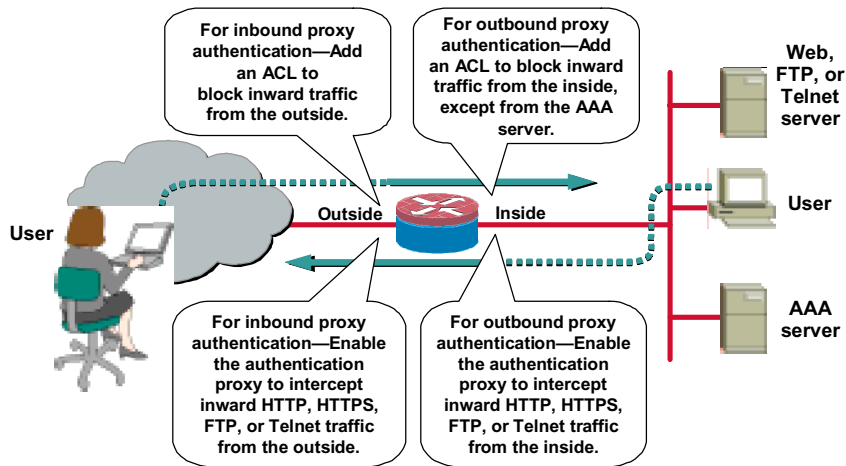 For inbound proxy
authentication—Add
an ACL to
block inward traffic
from the outside.
For outbound proxy
authentication—Add
an ACL to block inward
traffic from the inside,
except from the AAA
server.
Web,
FTP, or
Telnet
server
User
Outside
Inside
User
For inbound proxy
authentication—Enable
the authentication
proxy to intercept
inward HTTP, HTTPS,
FTP, or Telnet traffic
from the outside.
For outbound proxy
authentication—Enable
the authentication
proxy to intercept
inward HTTP, HTTPS,
FTP, or Telnet traffic
from the inside.
AAA
server